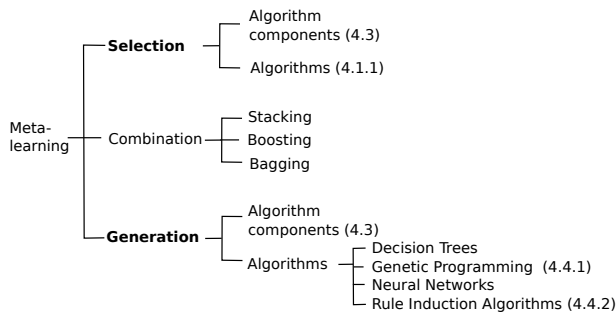 Meta-
learning
Selection
Algorithm
components (4.3)
Algorithms (4.1.1)
Combination
Stacking
Boosting
Bagging
Generation
Algorithm
components (4.3)
Algorithms
Decision Trees
Genetic Programming (4.4.1)
Neural Networks
Rule Induction Algorithms (4.4.2)